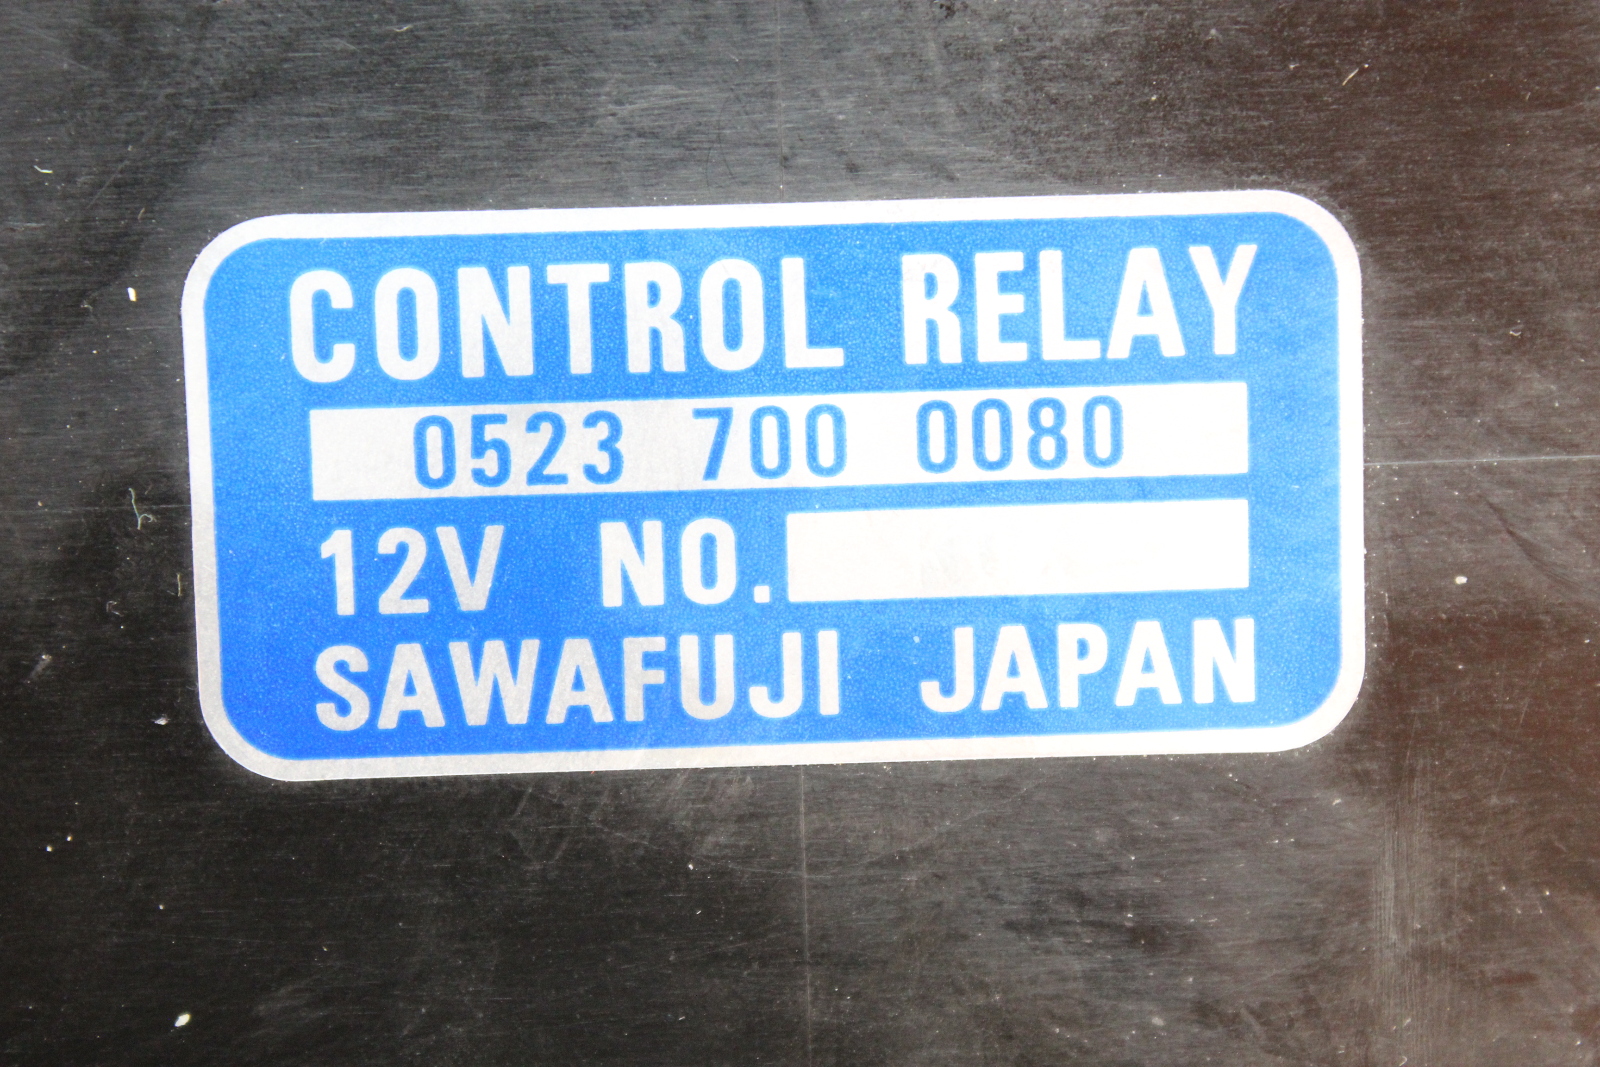 CONTROL RELAY
0523 700 0080
12V NO.
SAWAFUJI JAPAN